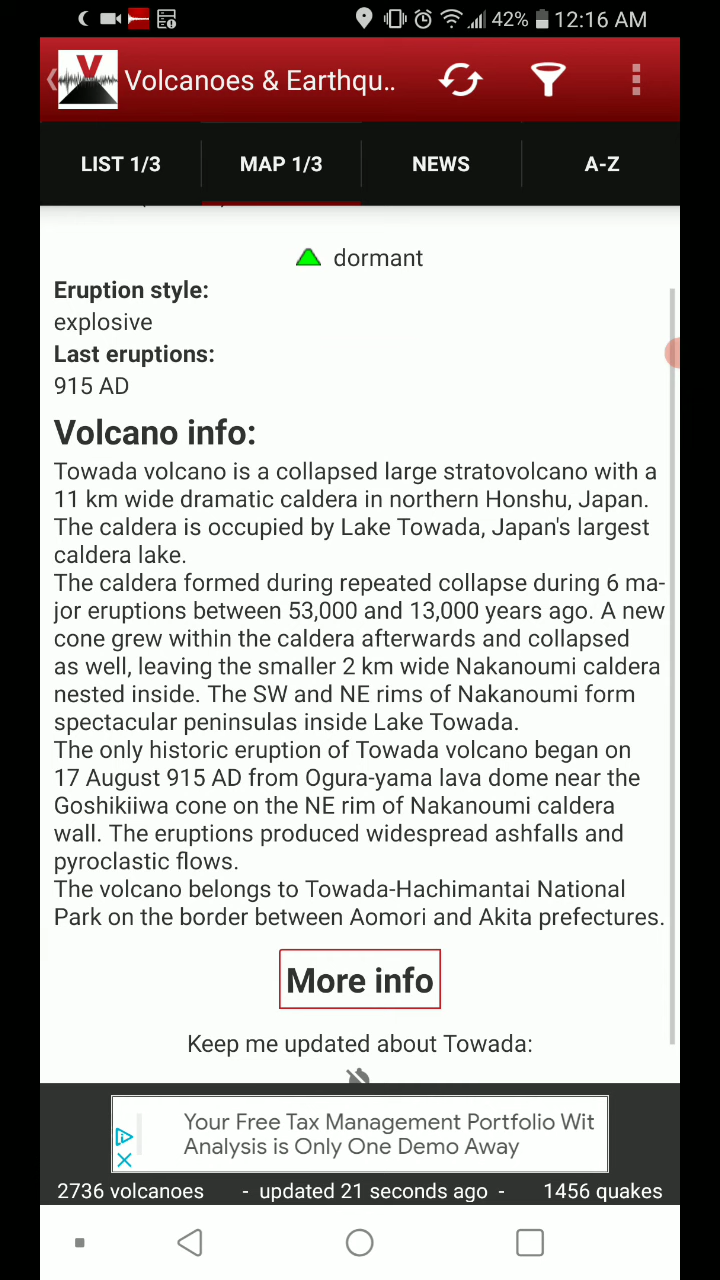 42% 12:16 AM
V
Volcanoes & Earthqu..
LIST 1/3 MAP 1/3 NEWS A-Z
dormant
Eruption style:
explosive
Last eruptions:
915 AD
Volcano info:
Towada volcano is a collapsed large stratovolcano with a
11 km wide dramatic caldera in northern Honshu, Japan.
The caldera is occupied by Lake Towada, Japan's largest
caldera lake.
The caldera formed during repeated collapse during 6 ma-
jor eruptions between 53,000 and 13,000 years ago. A new
cone grew within the caldera afterwards and collapsed
as well, leaving the smaller 2 km wide Nakanoumi caldera
nested inside. The SW and NE rims of Nakanoumi form
spectacular peninsulas inside Lake Towada.
The only historic eruption of Towada volcano began on
17 August 915 AD from Ogura-yama lava dome near the
Goshikiiwa cone on the NE rim of Nakanoumi caldera
wall. The eruptions produced widespread ashfalls and
pyroclastic flows.
The volcano belongs to Towada-Hachimantai National
Park on the border between Aomori and Akita prefectures.
More info
Keep me updated about Towada:
Your Free Tax Management Portfolio Wit
Analysis is Only One Demo Away
2736 volcanoes - updated 21 seconds ago - 1456 quakes